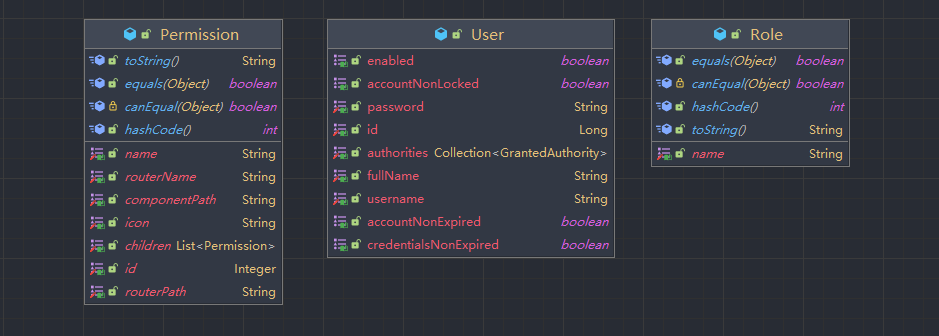 Permission
toString() String
equals(Object) boolean
canEqual(Object) boolean
hashCode() int
name String
routerName String
componentPath String
icon String
children List<Permission>
id Integer
routerPath String
User
enabled boolean
accountNonLocked boolean
password String
id Long
authorities Collection<GrantedAuthority>
fullName String
username String
accountNonExpired boolean
credentialsNonExpired boolean
Role
equals(Object) boolean
canEqual(Object) boolean
hashCode() int
toString() String
name String